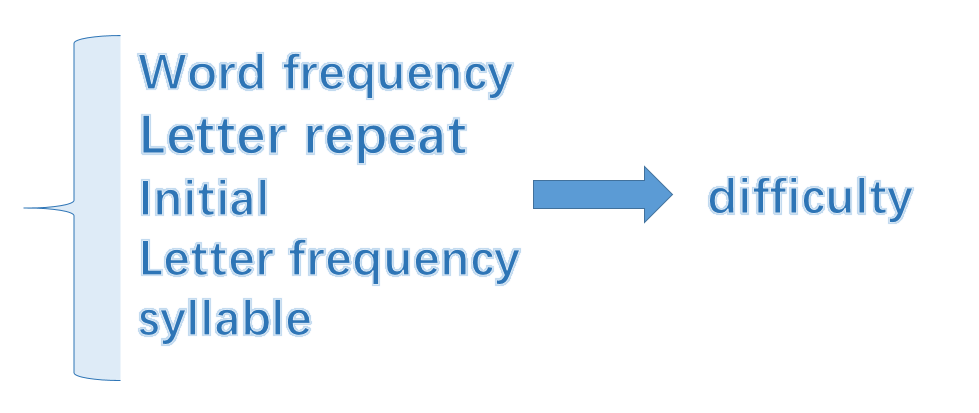 Word frequency
Letter repeat
Initial
Letter frequency
syllable
difficulty